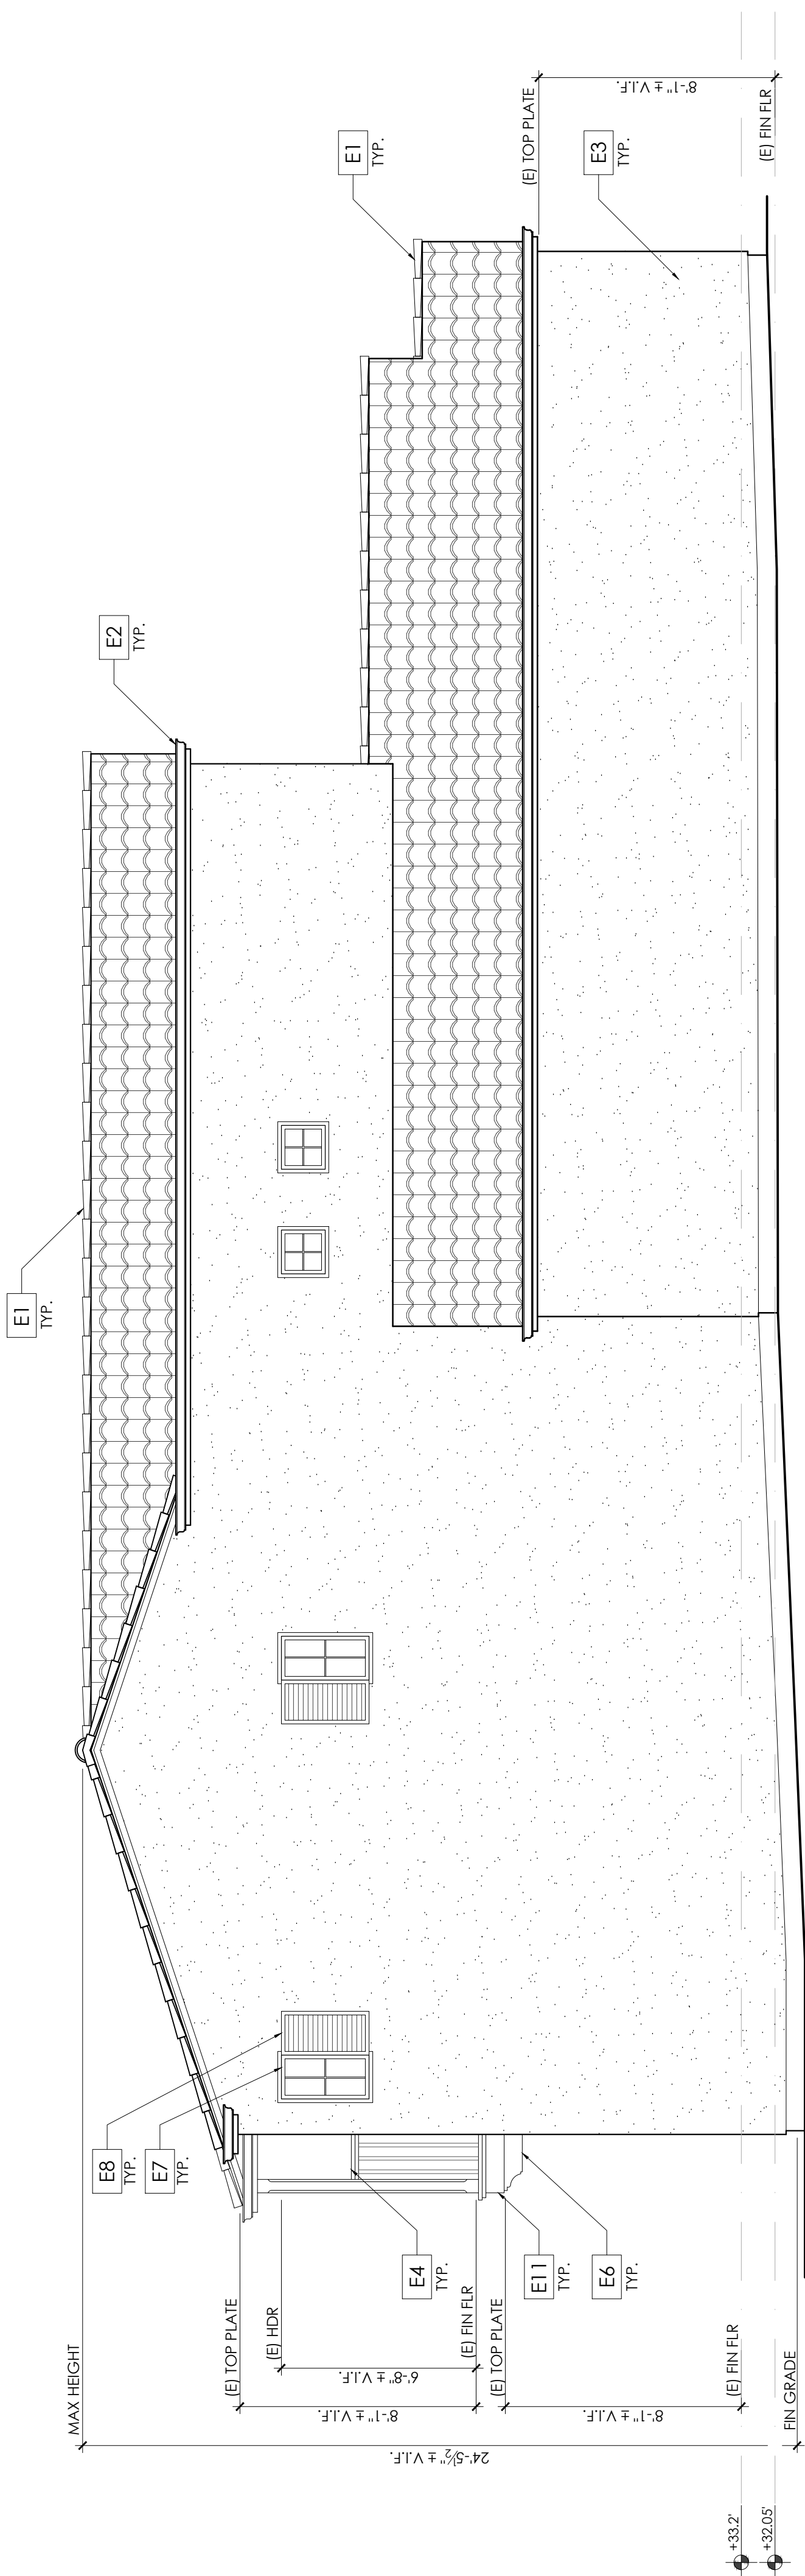 E1
TYP.
E2
TYP.
E1
TYP.
(E) TOP PLATE
8'-1" ± V.I.F.
E3
TYP.
(E) FIN FLR
MAX HEIGHT
E8
TYP.
E7
TYP.
(E) TOP PLATE
(E) HDR
6'-8" ± V.I.F.
8'-1" ± V.I.F.
E4
TYP.
(E) FIN FLR
(E) TOP PLATE
E11
TYP.
E6
TYP.
8'-1" ± V.I.F.
24'-5½" ± V.I.F.
(E) FIN FLR
FIN GRADE
+33.2'
+32.05'